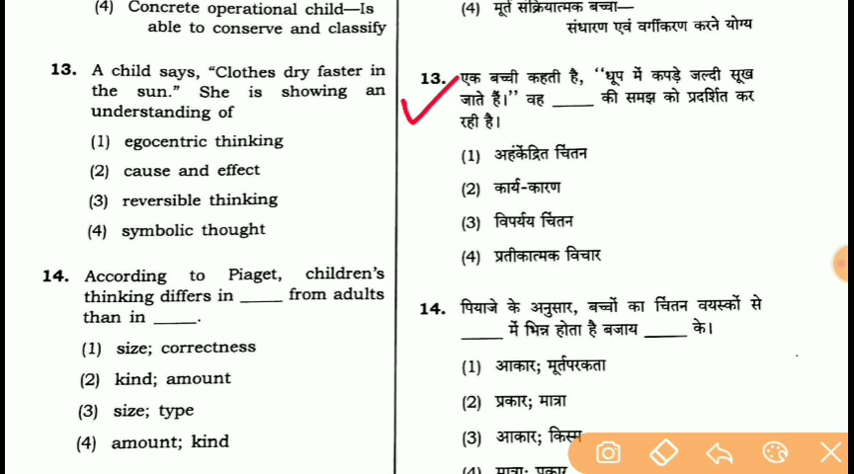 (4) Concrete operational child—Is
able to conserve and classify
13. A child says, “Clothes dry faster in
the sun.” She is showing an
understanding of
(1) egocentric thinking
(2) cause and effect
(3) reversible thinking
(4) symbolic thought
14. According to Piaget, children’s
thinking differs in _____ from adults
than in _____.
(1) size; correctness
(2) kind; amount
(3) size; type
(4) amount; kind
(4) मूर्त संक्रियात्मक बच्चा—
संधारण एवं वर्गीकरण करने योग्य
13. एक बच्ची कहती है, ‘‘धूप में कपड़े जल्दी सूख
जाते हैं।’’ वह _____ की समझ को प्रदर्शित कर
रही है।
(1) अहंकेंद्रित चिंतन
(2) कार्य-कारण
(3) विपर्यय चिंतन
(4) प्रतीकात्मक विचार
14. पियाजे के अनुसार, बच्चों का चिंतन वयस्कों से
_____ में भिन्न होता है बजाय _____ के।
(1) आकार; मूर्तपरकता
(2) प्रकार; मात्रा
(3) आकार; किस्म
(4) मात्रा; प्रकार